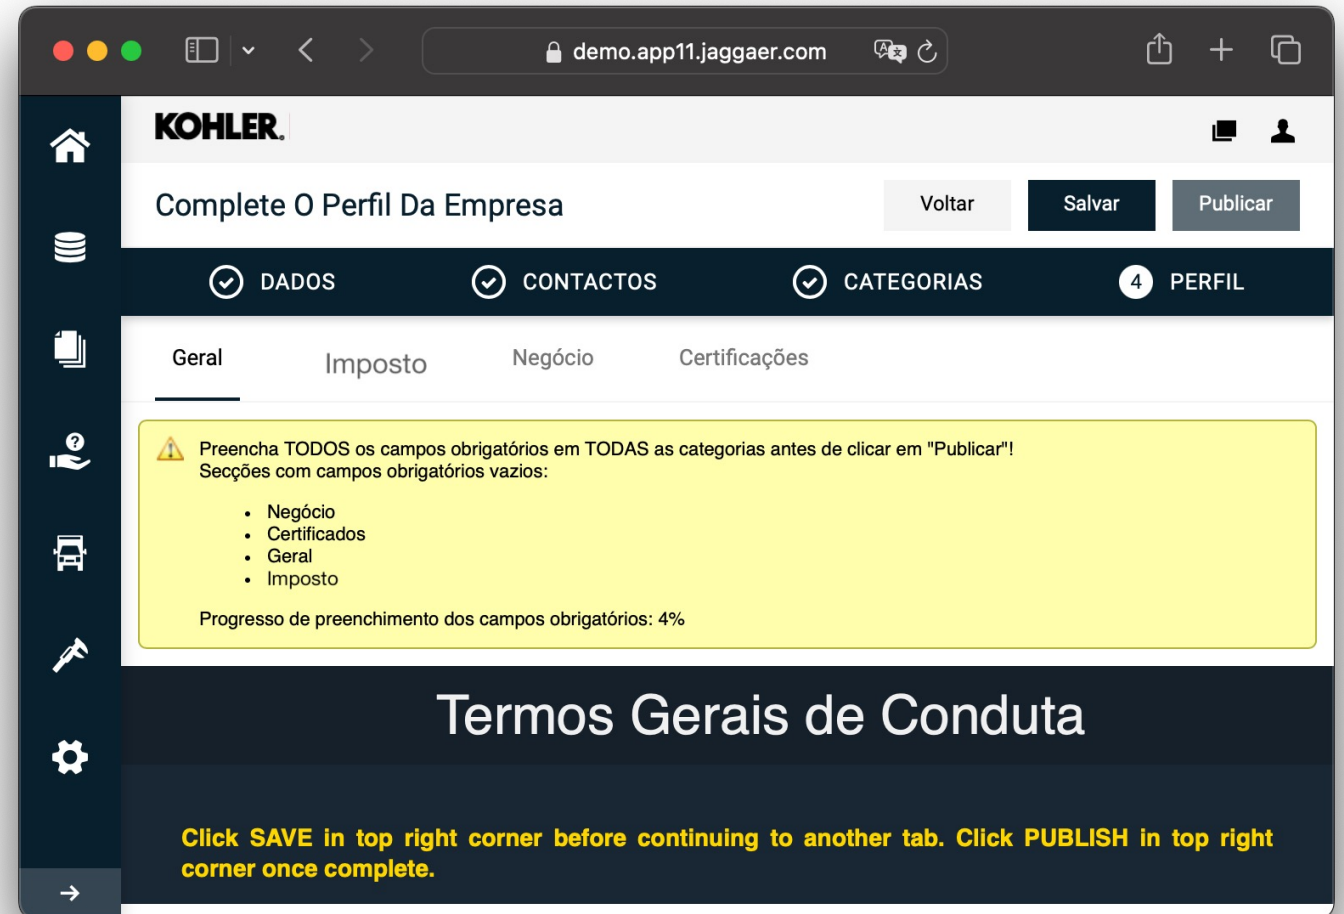 demo.app11.jaggaer.com
KOHLER.
Complete O Perfil Da Empresa
Voltar
Salvar
Publicar
DADOS
CONTACTOS
CATEGORIAS
4 PERFIL
Geral
Imposto
Negócio
Certificações
Preencha TODOS os campos obrigatórios em TODAS as categorias antes de clicar em "Publicar"!
Secções com campos obrigatórios vazios:
• Negócio
• Certificados
• Geral
• Imposto
Progresso de preenchimento dos campos obrigatórios: 4%
Termos Gerais de Conduta
Click SAVE in top right corner before continuing to another tab. Click PUBLISH in top right
corner once complete.